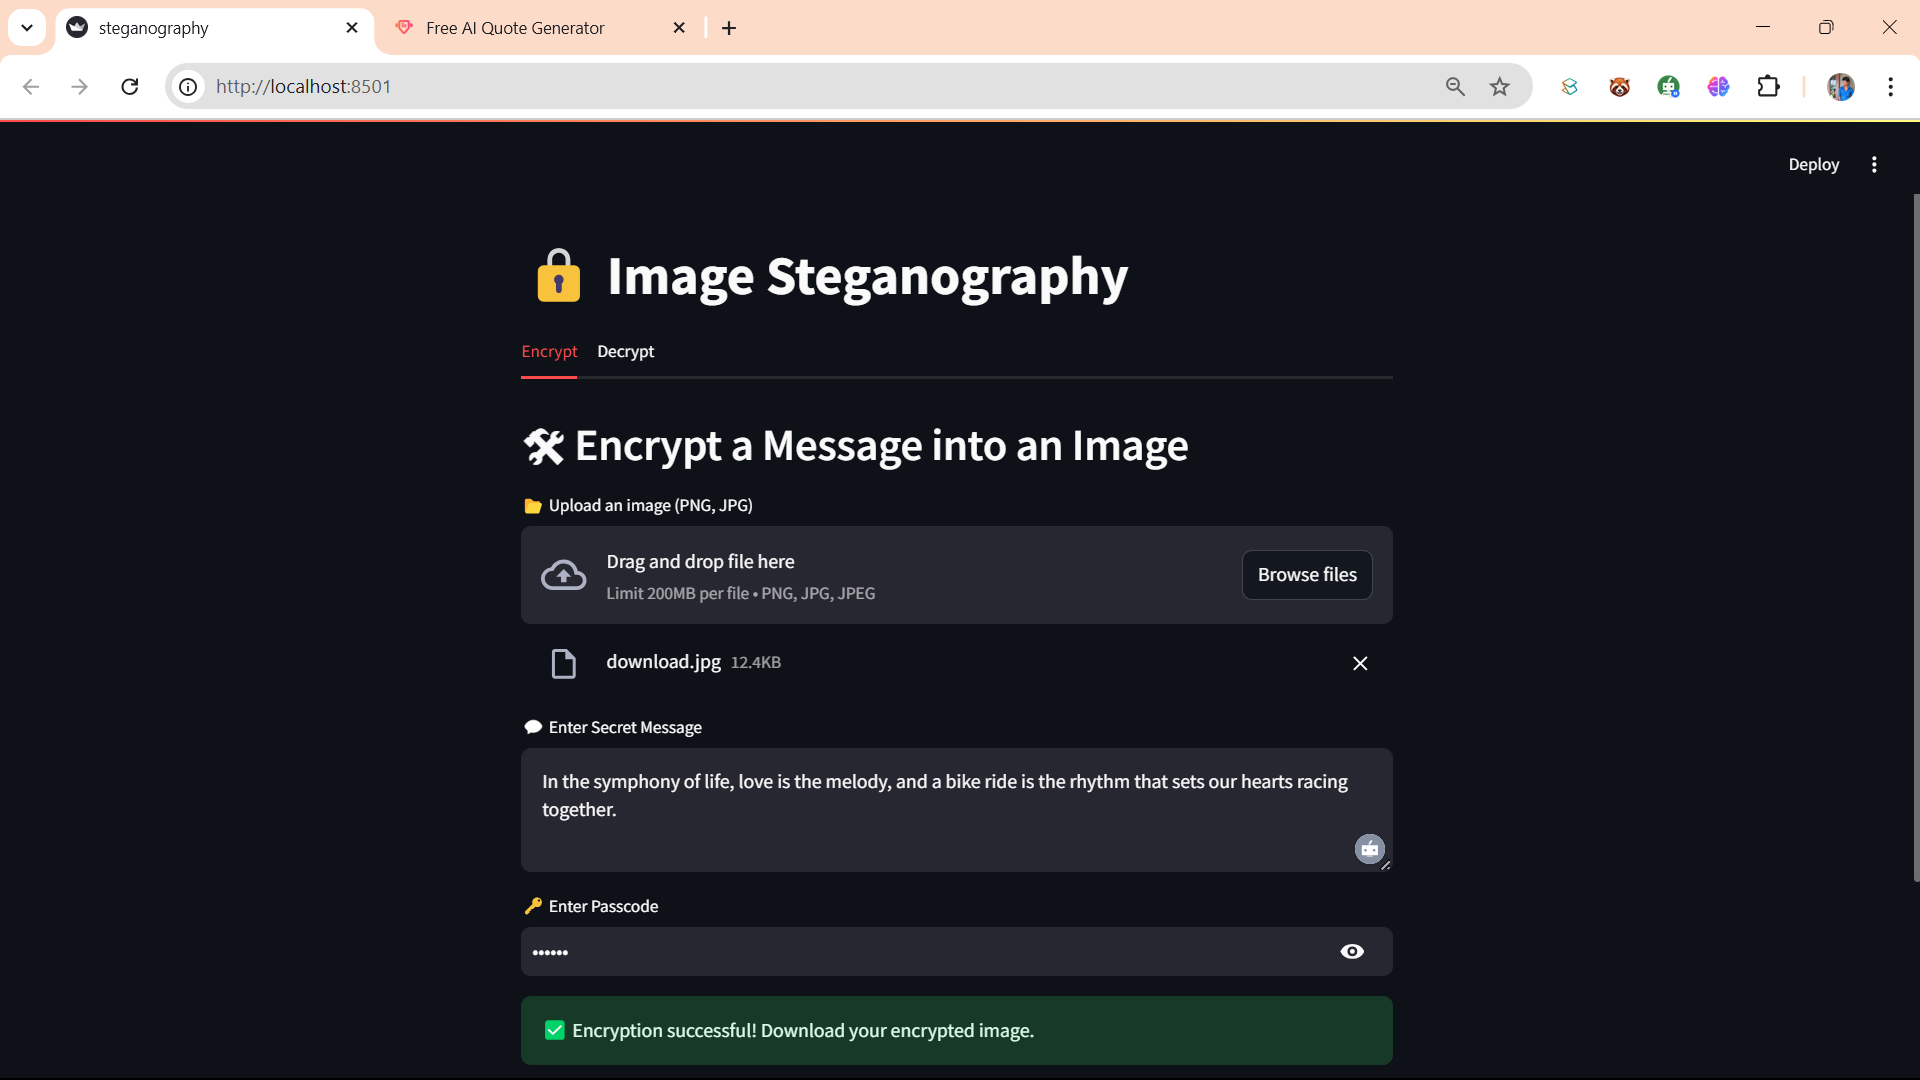 steganography
Free AI Quote Generator
http://localhost:8501
Deploy
Image Steganography
Encrypt
Decrypt
Encrypt a Message into an Image
Upload an image (PNG, JPG)
Drag and drop file here
Limit 200MB per file • PNG, JPG, JPEG
Browse files
download.jpg 12.4KB
Enter Secret Message
In the symphony of life, love is the melody, and a bike ride is the rhythm that sets our hearts racing
together.
Enter Passcode
••••••
Encryption successful! Download your encrypted image.